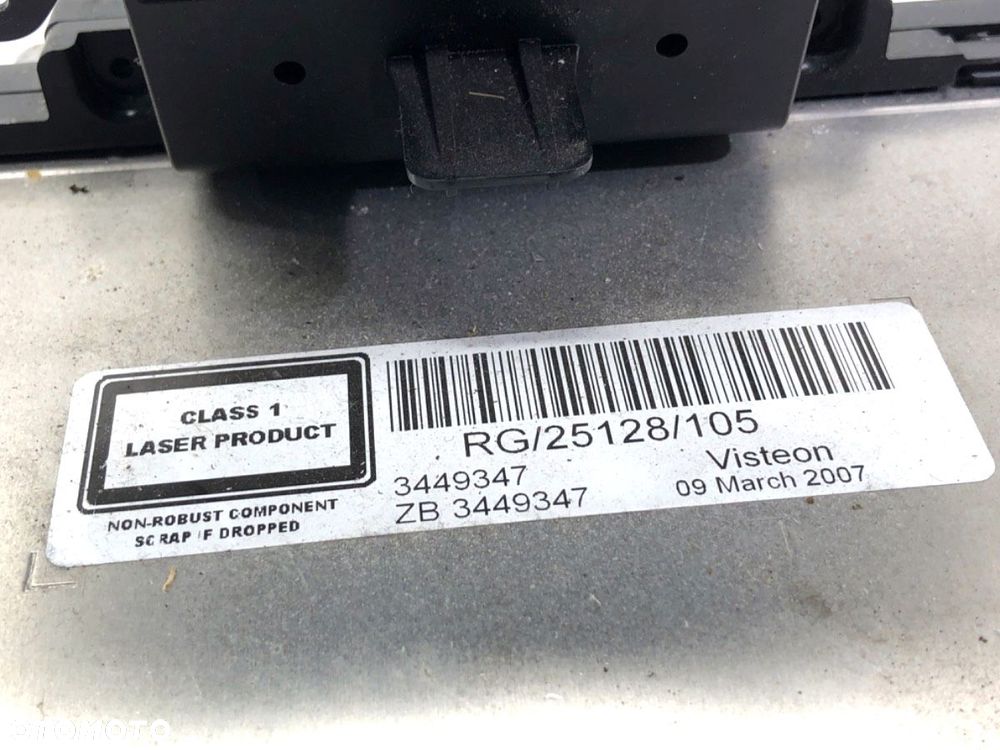 CLASS 1
LASER PRODUCT
NON-ROBUST COMPONENT
SCRAP IF DROPPED
RG/25128/105
3449347
ZB 3449347
Visteon
09 March 2007
OTOMOTO